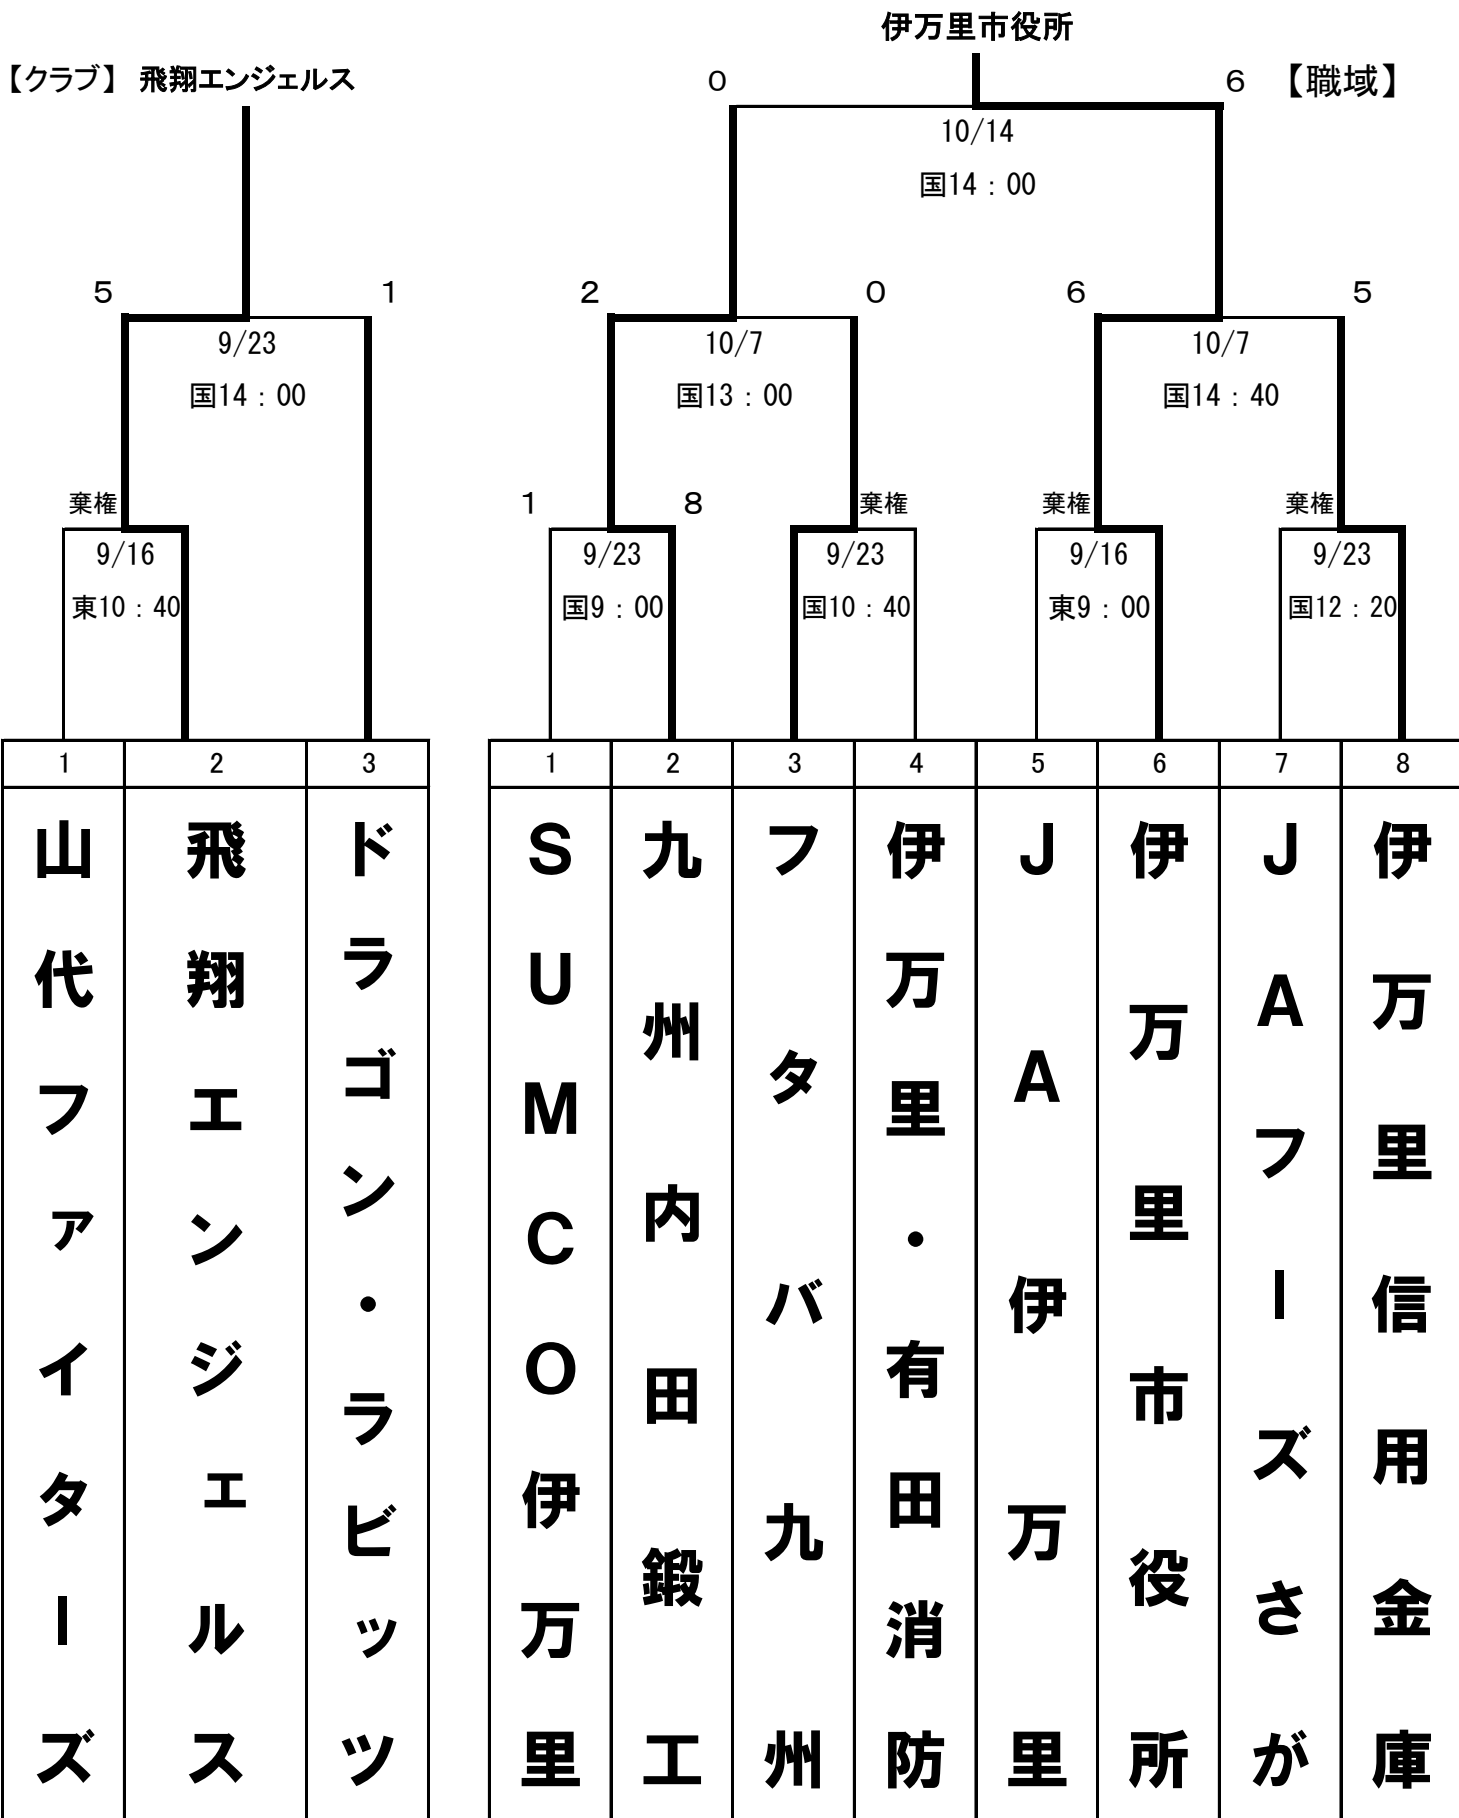 伊万里市役所
【クラブ】 飛翔エンジェルス
0 6 【職域】
10/14
国14：00
5 1 2 0 6 5
9/23 10/7 10/7
国14：00 国13：00 国14：40
棄権 1 8 棄権 棄権 棄権
9/16 9/23 9/23 9/16 9/23
東10：40 国9：00 国10：40 東9：00 国12：20
1 2 3 1 2 3 4 5 6 7 8
山代ファイターズ
飛翔エンジェルス
ドラゴン・ラビッツ
SUMCO伊万里
九州内田鍛工
フタバ九州
伊万里・有田消防
JA伊万里
伊万里市役所
JAフーズさが
伊万里信用金庫